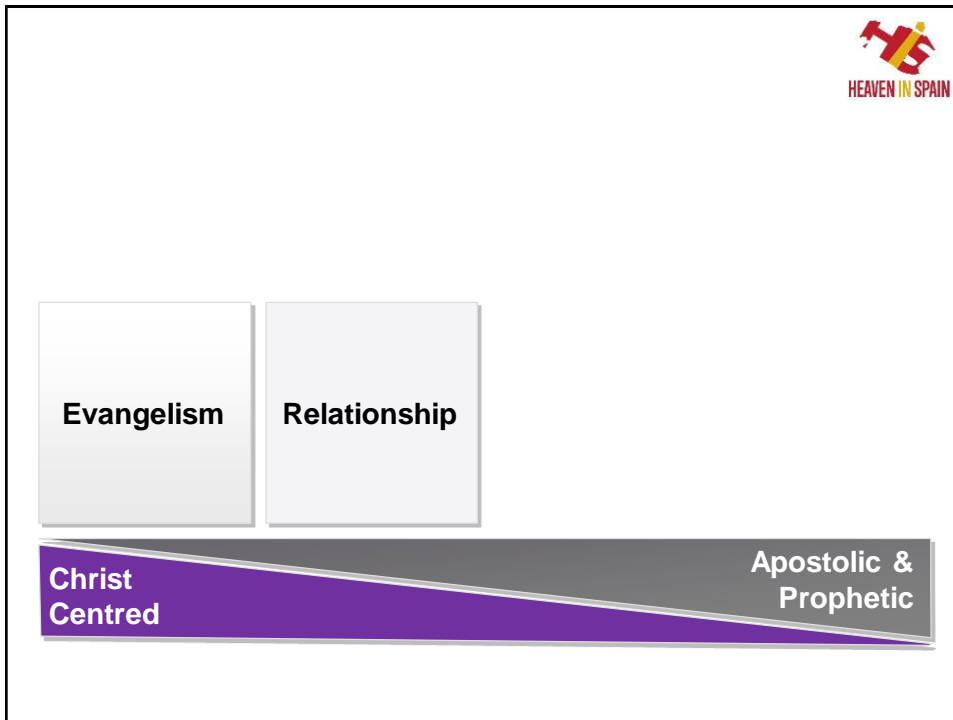 HEAVEN IN SPAIN
Evangelism
Relationship
Christ
Centred
Apostolic &
Prophetic